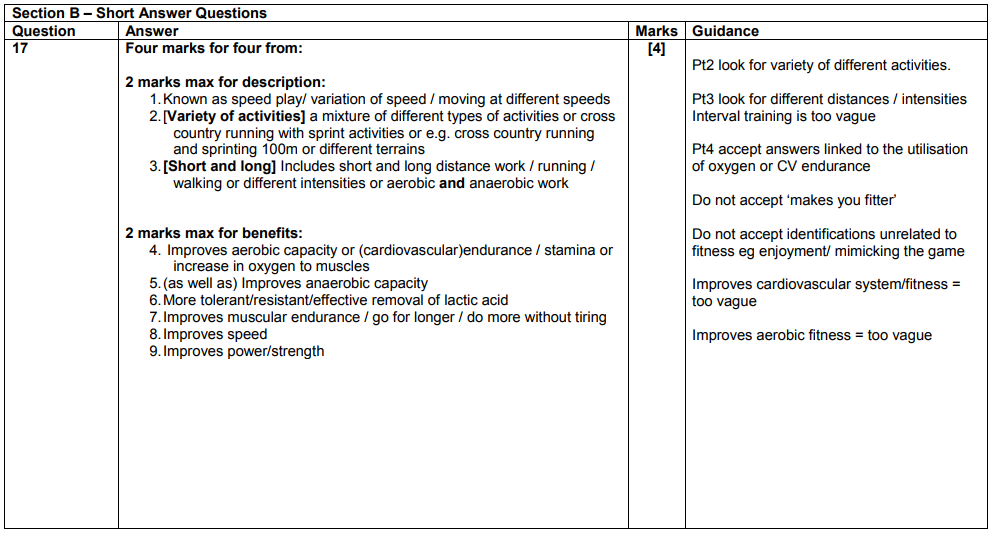 Section B – Short Answer Questions
Question Answer Marks Guidance
17 Four marks for four from: [4]
Pt2 look for variety of different activities.
2 marks max for description:
1. Known as speed play/ variation of speed / moving at different speeds
Pt3 look for different distances / intensities
2. [Variety of activities] a mixture of different types of activities or cross
Interval training is too vague
country running with sprint activities or e.g. cross country running
and sprinting 100m or different terrains
Pt4 accept answers linked to the utilisation
3. [Short and long] Includes short and long distance work / running /
of oxygen or CV endurance
walking or different intensities or aerobic and anaerobic work
Do not accept ‘makes you fitter’
2 marks max for benefits:
Do not accept identifications unrelated to
4. Improves aerobic capacity or (cardiovascular)endurance / stamina or
fitness eg enjoyment/ mimicking the game
increase in oxygen to muscles
5. (as well as) Improves anaerobic capacity
Improves cardiovascular system/fitness =
6. More tolerant/resistant/effective removal of lactic acid
too vague
7. Improves muscular endurance / go for longer / do more without tiring
8. Improves speed
Improves aerobic fitness = too vague
9. Improves power/strength